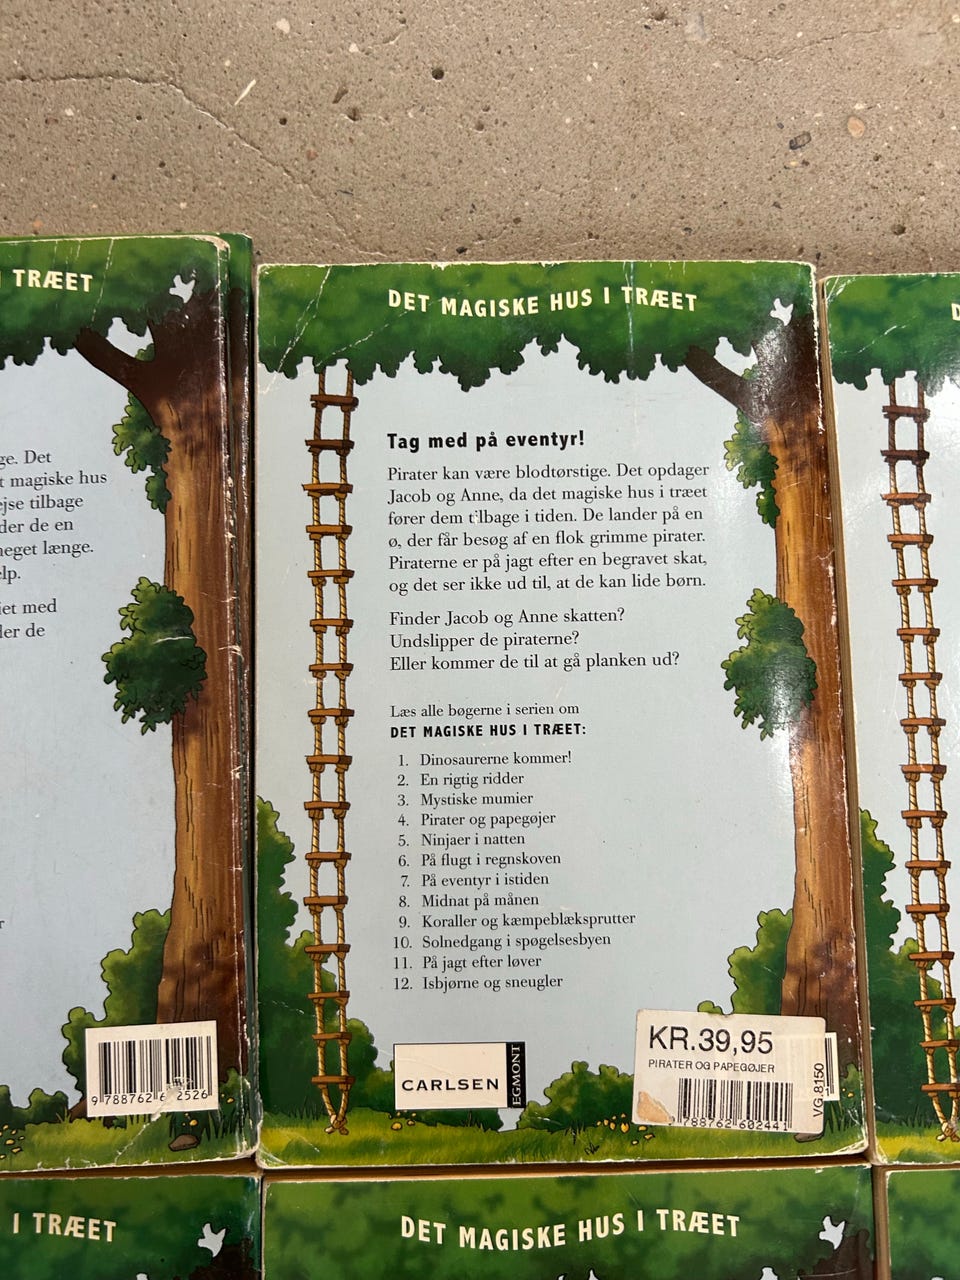 I TRÆET
ge. Det
t magiske hus
ejse tilbage
der de en
meget længe.
elp.
iet med
ler de
r
9 788762 6 2526
DET MAGISKE HUS I TRÆET
Tag med på eventyr!
Pirater kan være blodtørstige. Det opdager
Jacob og Anne, da det magiske hus i træet
fører dem tilbage i tiden. De lander på en
ø, der får besøg af en flok grimme pirater.
Piraterne er på jagt efter en begravet skat,
og det ser ikke ud til, at de kan lide børn.
Finder Jacob og Anne skatten?
Undslipper de piraterne?
Eller kommer de til at gå planken ud?
Læs alle bøgerne i serien om
DET MAGISKE HUS I TRÆET:
1. Dinosaurerne kommer!
2. En rigtig ridder
3. Mystiske mumier
4. Pirater og papegøjer
5. Ninjaer i natten
6. På flugt i regnskoven
7. På eventyr i istiden
8. Midnat på månen
9. Koraller og kæmpeblæksprutter
10. Solnedgang i spøgelsesbyen
11. På jagt efter løver
12. Isbjørne og sneugler
CARLSEN
EGMONT
KR.39,95
PIRATER OG PAPEGØJER
788762 602441
VG.8150
D
I TRÆET
DET MAGISKE HUS I TRÆET